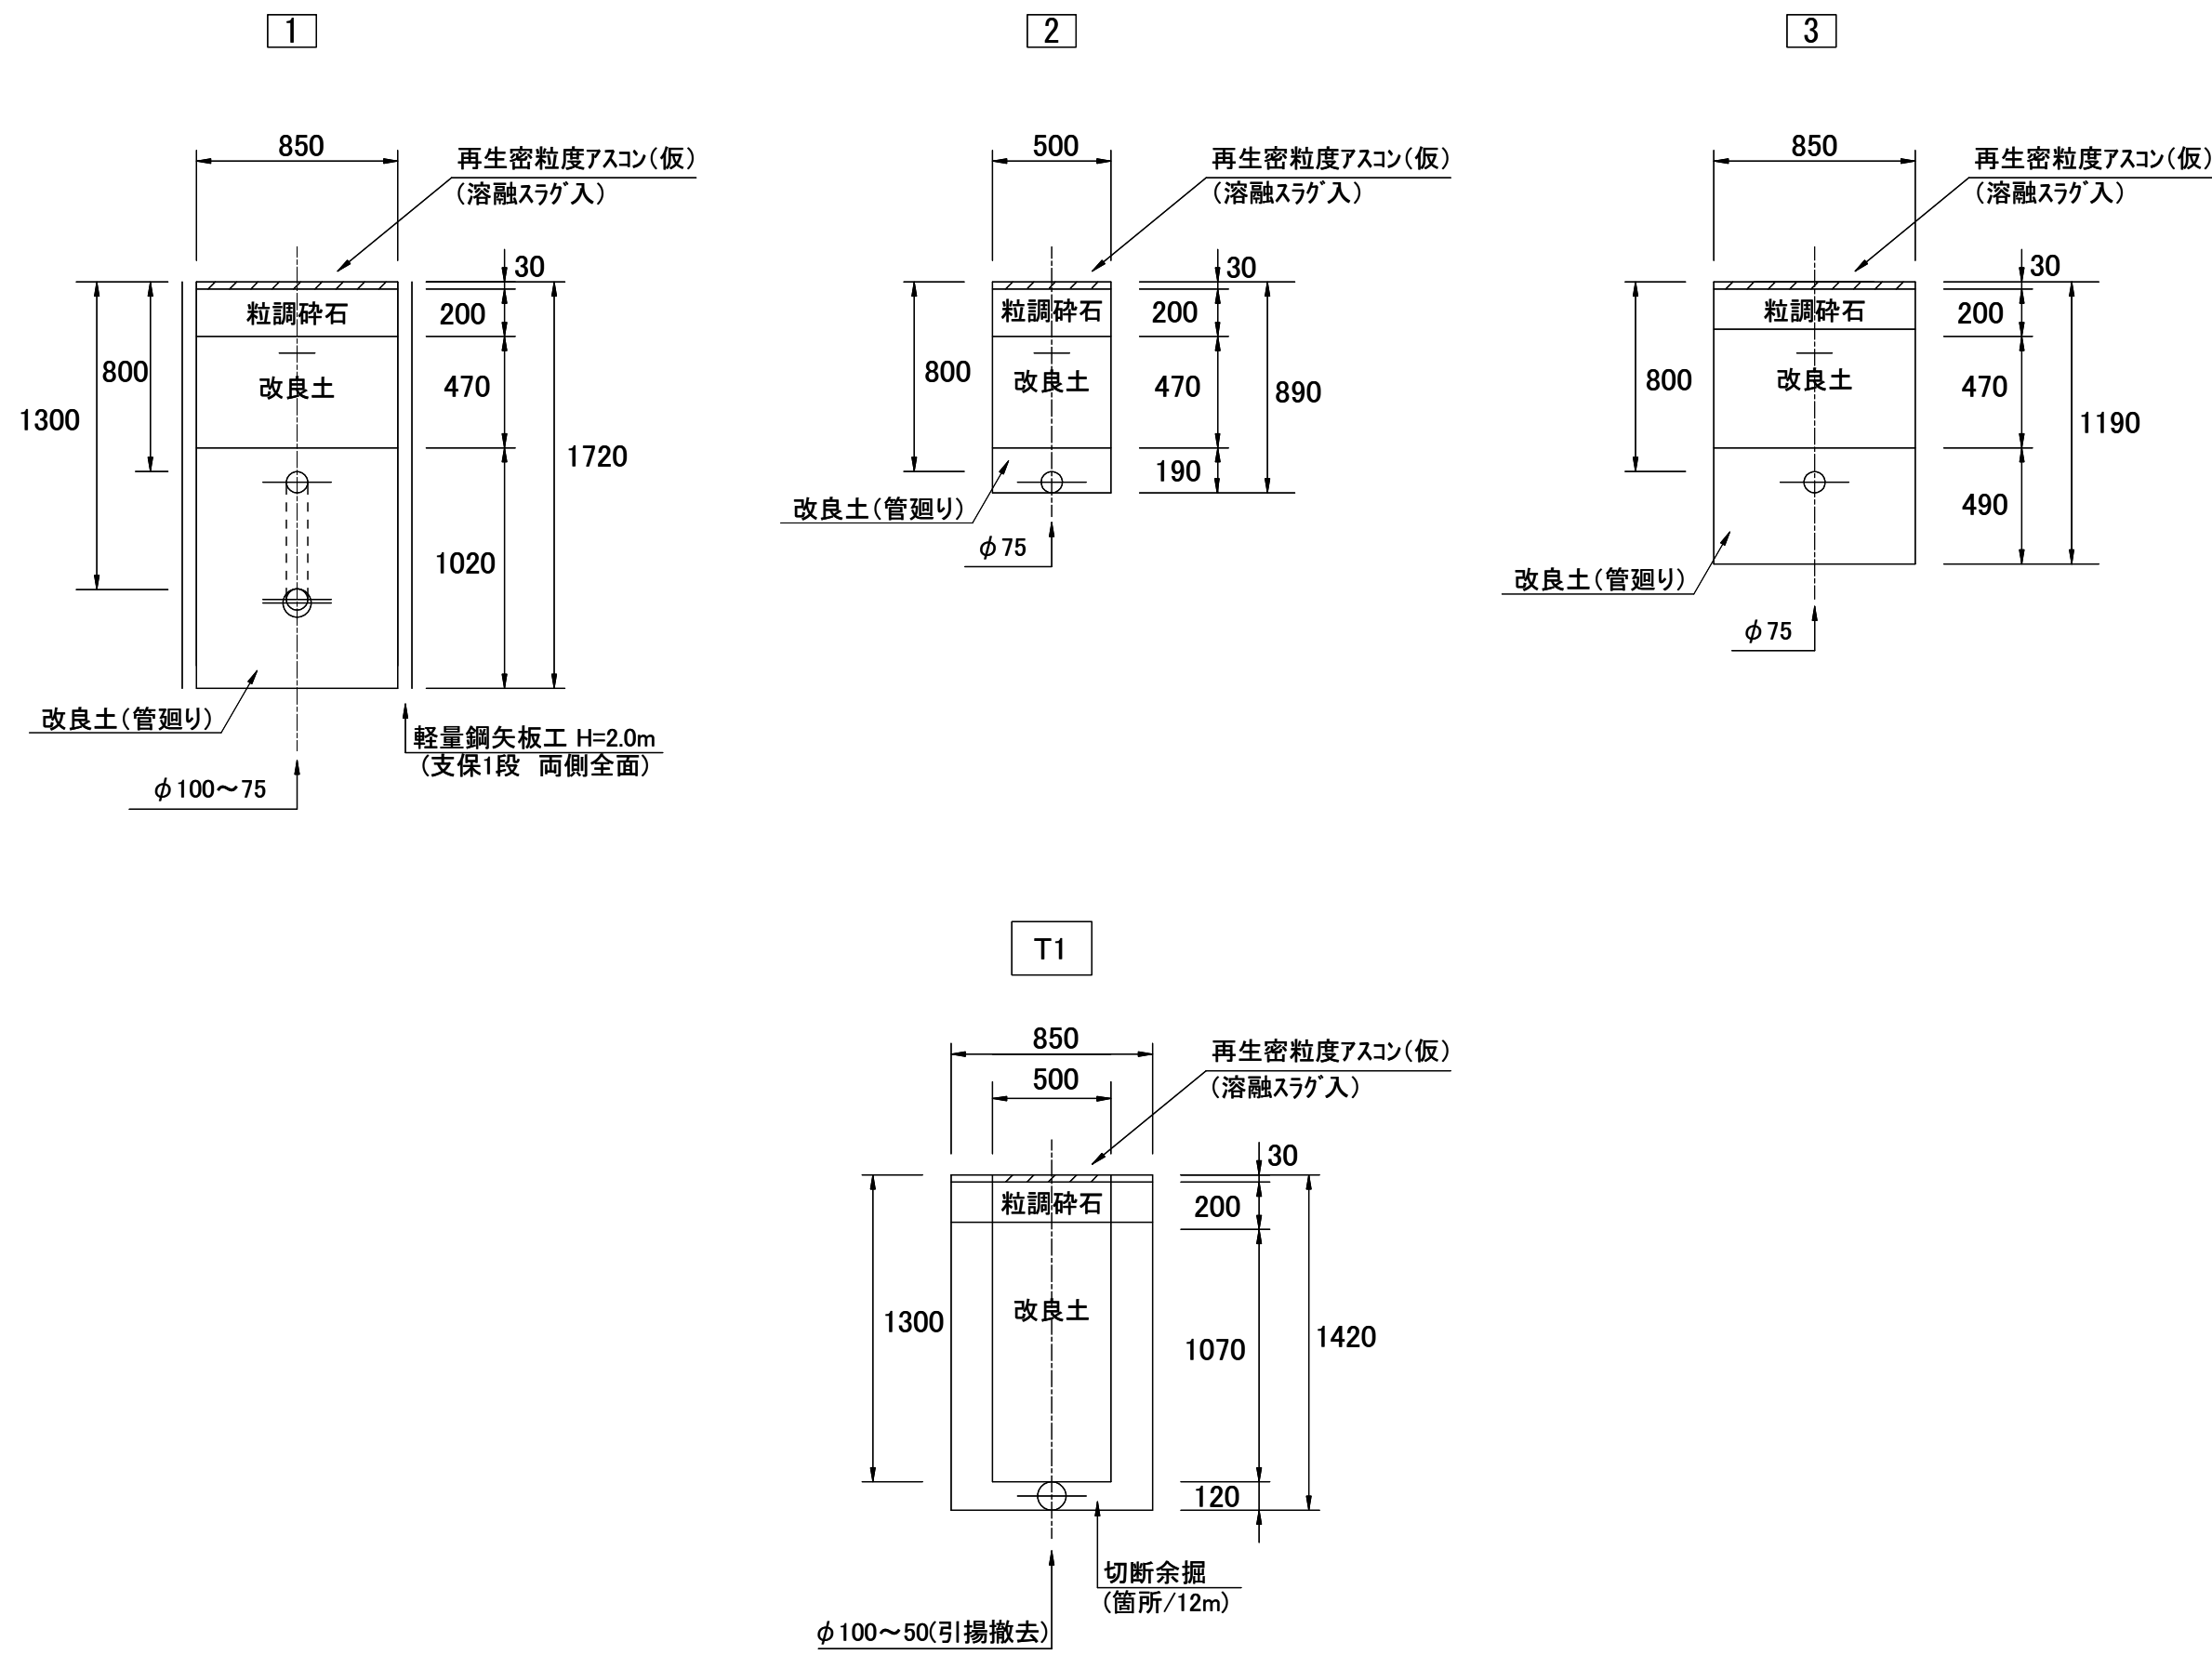 1
850
再生密粒度ｱｽｺﾝ(仮)
(溶融ｽﾗｸﾞ入)
30
粒調砕石
200
800
改良土
470
1300
1720
1020
改良土(管廻り)
軽量鋼矢板工 H=2.0m
(支保1段　両側全面)
φ100～75
2
500
再生密粒度ｱｽｺﾝ(仮)
(溶融ｽﾗｸﾞ入)
30
粒調砕石
200
800
改良土
470
890
190
改良土(管廻り)
φ75
3
850
再生密粒度ｱｽｺﾝ(仮)
(溶融ｽﾗｸﾞ入)
30
粒調砕石
200
800
改良土
470
1190
490
改良土(管廻り)
φ75
T1
850
再生密粒度ｱｽｺﾝ(仮)
500
(溶融ｽﾗｸﾞ入)
30
粒調砕石
200
改良土
1300
1070
1420
120
切断余掘
(箇所/12m)
φ100～50(引揚撤去)